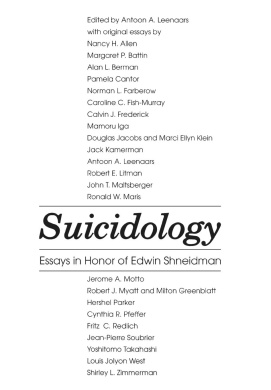 Edited by Antoon A. Leenaars
with original essays by
Nancy H. Allen
Margaret P. Battin
Alan L. Berman
Pamela Cantor
Norman L. Farberow
Caroline C. Fish-Murray
Calvin J. Frederick
Mamoru Iga
Douglas Jacobs and Marci Ellyn Klein
Jack Kamerman
Antoon A. Leenaars
Robert E. Litman
John T. Maltsberger
Ronald W. Maris
Suicidology
Essays in Honor of Edwin Shneidman
Jerome A. Motto
Robert J. Myatt and Milton Greenblatt
Hershel Parker
Cynthia R. Pfeffer
Fritz C. Redlich
Jean-Pierre Soubrier
Yoshitomo Takahashi
Louis Jolyon West
Shirley L. Zimmerman